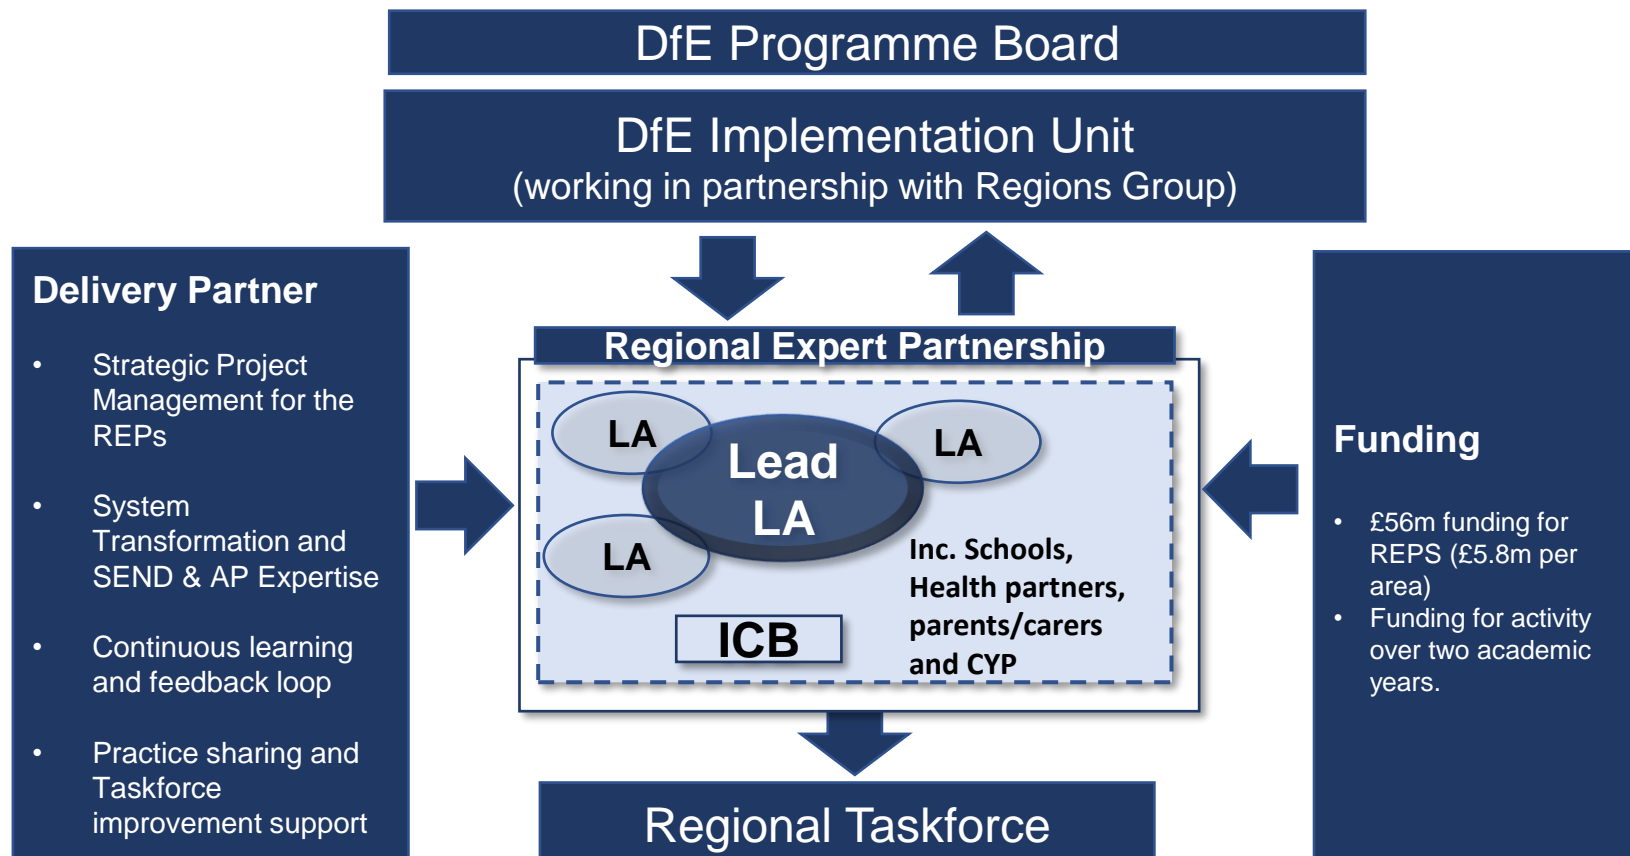 DfE Programme Board
DfE Implementation Unit
(working in partnership with Regions Group)
Delivery Partner
• Strategic Project
Management for the
REPs
• System
Transformation and
SEND & AP Expertise
• Continuous learning
and feedback loop
• Practice sharing and
Taskforce
improvement support
Regional Expert Partnership
LA
LA
Lead
LA
LA
Inc. Schools,
Health partners,
parents/carers
and CYP
ICB
Funding
• £56m funding for
REPS (£5.8m per
area)
• Funding for activity
over two academic
years.
Regional Taskforce